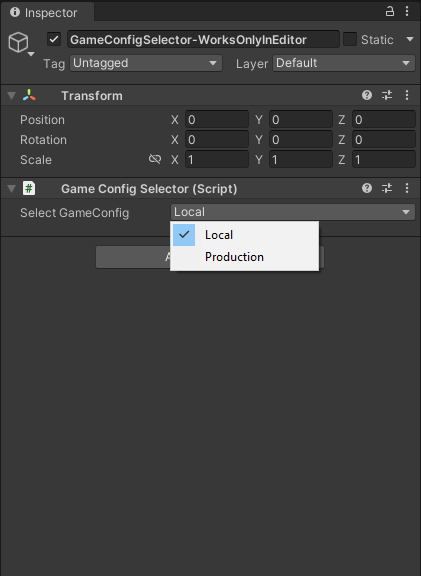 Inspector
GameConfigSelector-WorksOnlyInEditor Static
Tag Untagged Layer Default
Transform
Position X 0 Y 0 Z 0
Rotation X 0 Y 0 Z 0
Scale X 1 Y 1 Z 1
# Game Config Selector (Script)
Select GameConfig Local
Local
Production